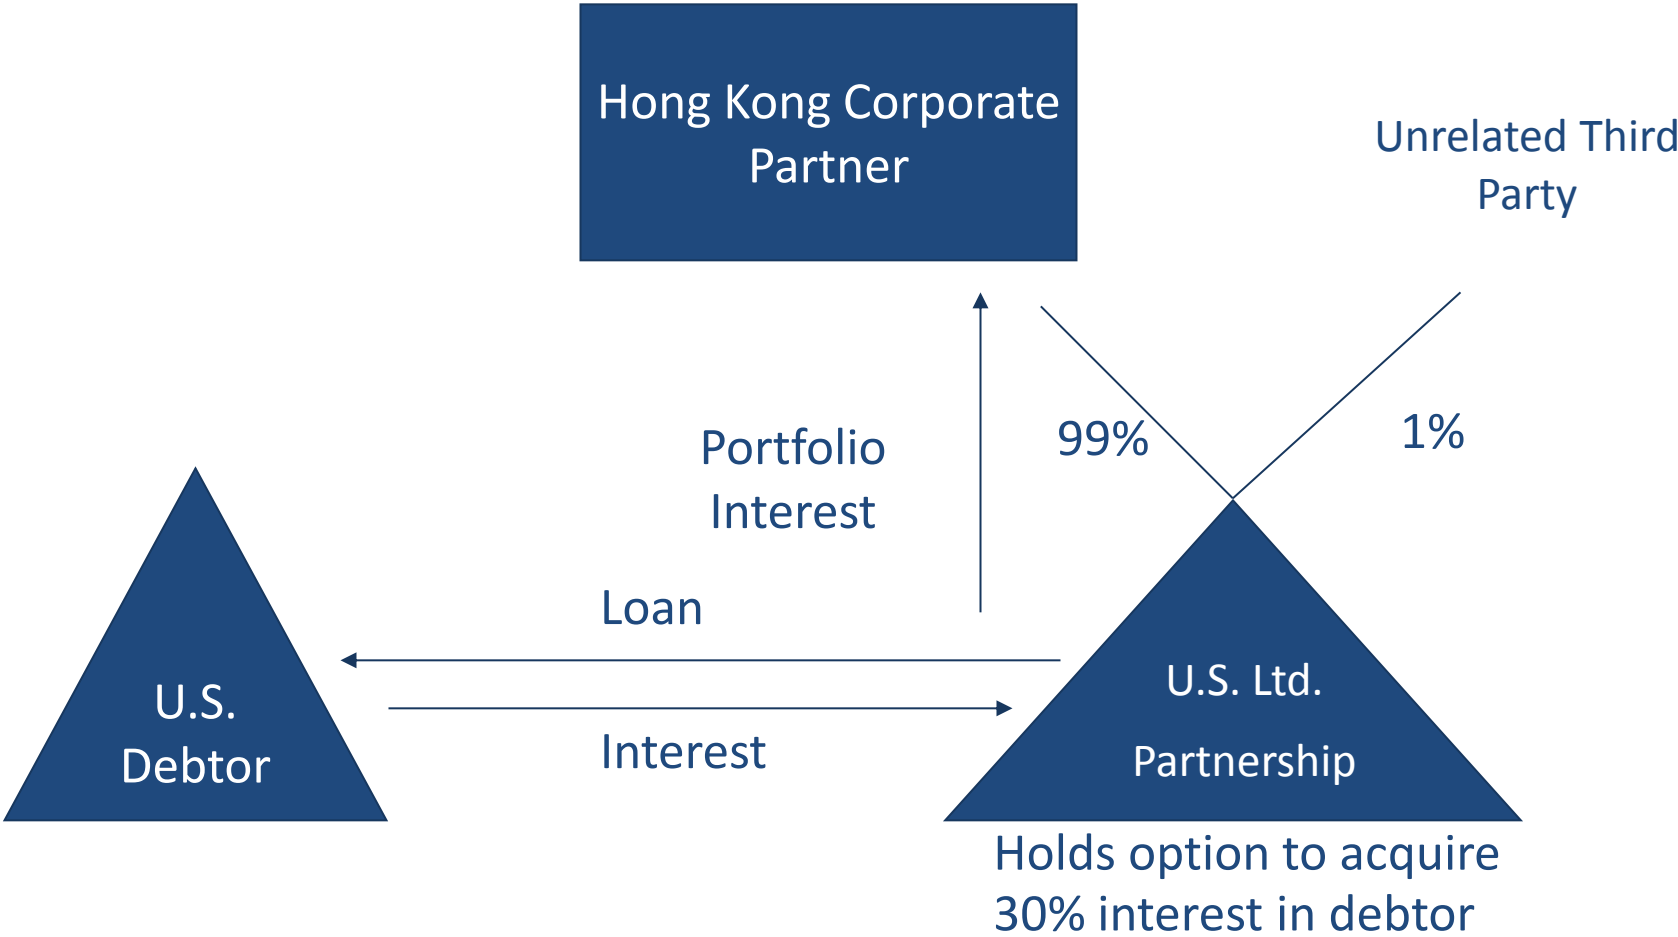 Hong Kong Corporate
Partner
Unrelated Third
Party
99%
1%
Portfolio
Interest
Loan
Interest
U.S.
Debtor
U.S. Ltd.
Partnership
Holds option to acquire
30% interest in debtor